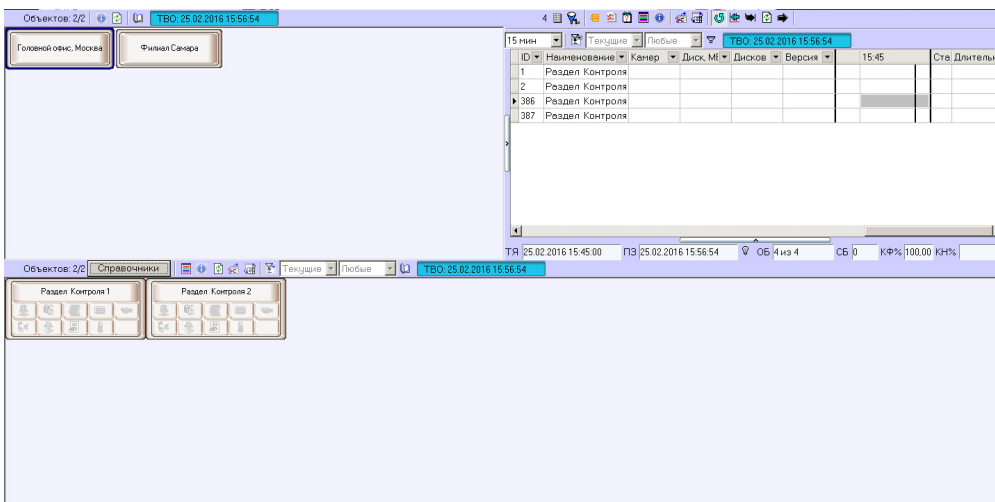 Объектов: 2/2 ТВО: 25.02.2016 15:56:54
Головной офис, Москва Филиал Самара
4
15 мин Текущие Любые ТВО: 25.02.2016 15:56:54
ID Наименование Камер Диск, МЕ Дисков Версия 15:45 Ста Длительн
1 Раздел Контроля
2 Раздел Контроля
386 Раздел Контроля
387 Раздел Контроля
ТЯ 25.02.2016 15:45:00 ПЗ 25.02.2016 15:56:54 ОБ 4 из 4 СБ 0 КФ% 100,00 КН%
Объектов: 2/2 Справочники Текущие Любые ТВО: 25.02.2016 15:56:54
Раздел Контроля 1 Раздел Контроля 2